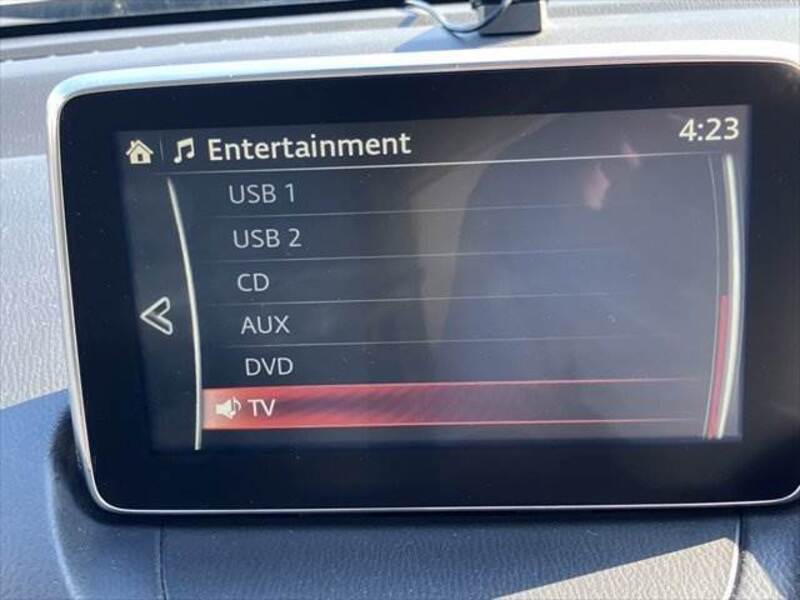 Entertainment
4:23
USB 1
USB 2
CD
AUX
DVD
TV